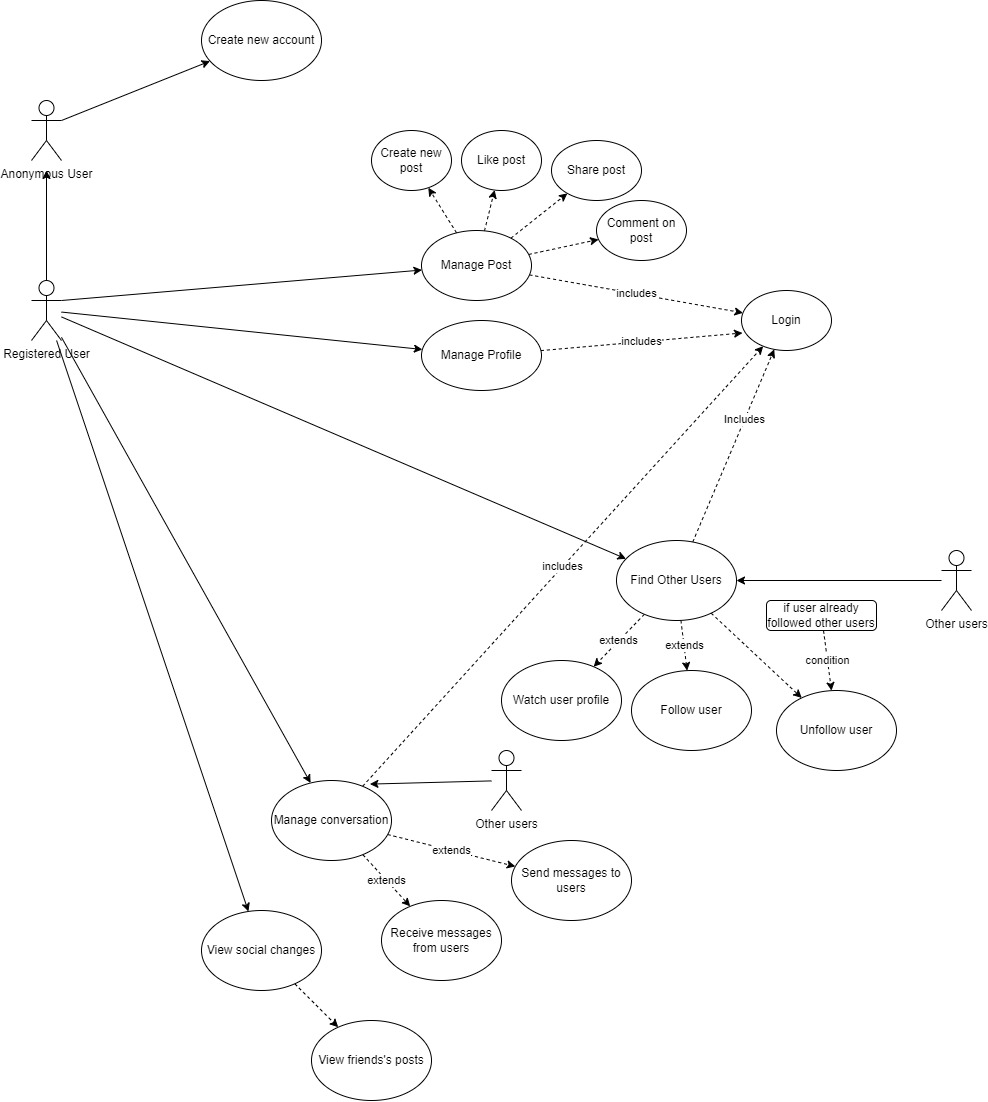 Create new account
Anonymous User
Create new
post
Like post
Share post
Comment on
post
Manage Post
includes
Login
Registered User
Manage Profile
includes
Includes
includes
Find Other Users
Other users
if user already
followed other users
extends
extends
condition
Watch user profile
Follow user
Unfollow user
Manage conversation
Other users
extends
Send messages to
users
extends
Receive messages
from users
View social changes
View friends's posts